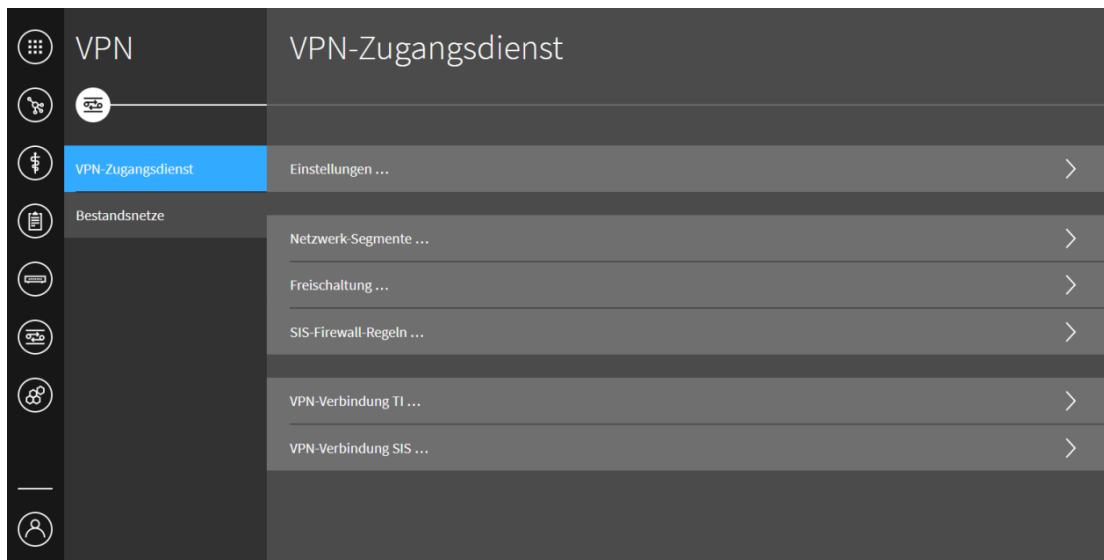 VPN
VPN-Zugangsdienst
VPN-Zugangsdienst
Bestandsnetze
Einstellungen ...
Netzwerk-Segmente ...
Freischaltung ...
SIS-Firewall-Regeln ...
VPN-Verbindung TI ...
VPN-Verbindung SIS ...